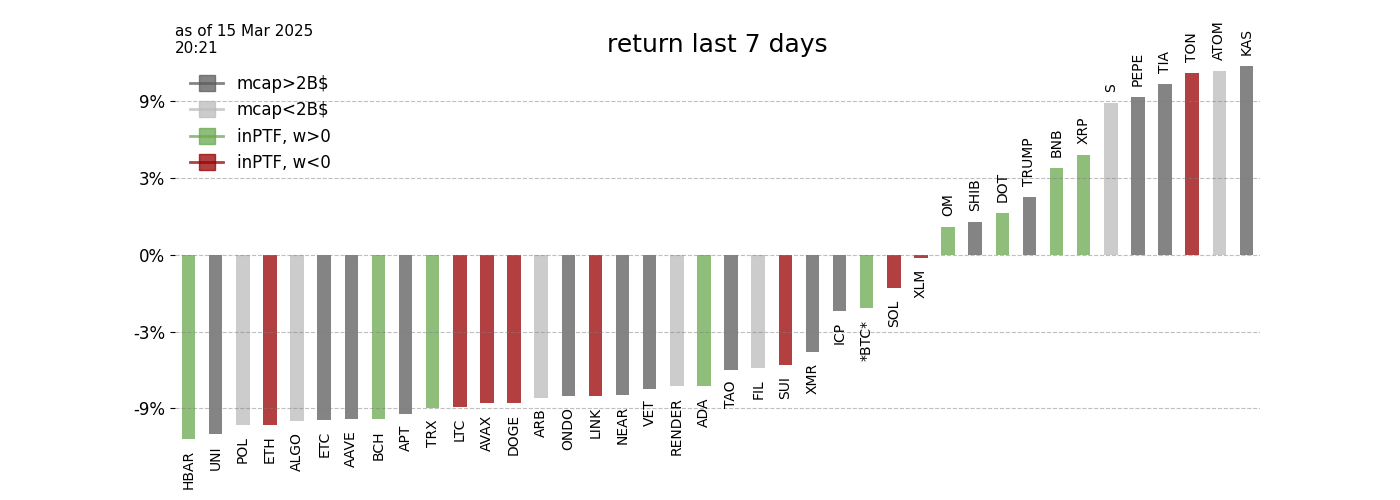 as of 15 Mar 2025
20:21
return last 7 days
mcap>2B$
mcap<2B$
inPTF, w>0
inPTF, w<0
9%
3%
0%
-3%
-9%
HBAR
UNI
POL
ETH
ALGO
ETC
AAVE
BCH
APT
TRX
LTC
AVAX
DOGE
ARB
ONDO
LINK
NEAR
VET
RENDER
ADA
TAO
FIL
SUI
XMR
ICP
*BTC*
SOL
XLM
OM
SHIB
DOT
TRUMP
BNB
XRP
S
PEPE
TIA
TON
ATOM
KAS